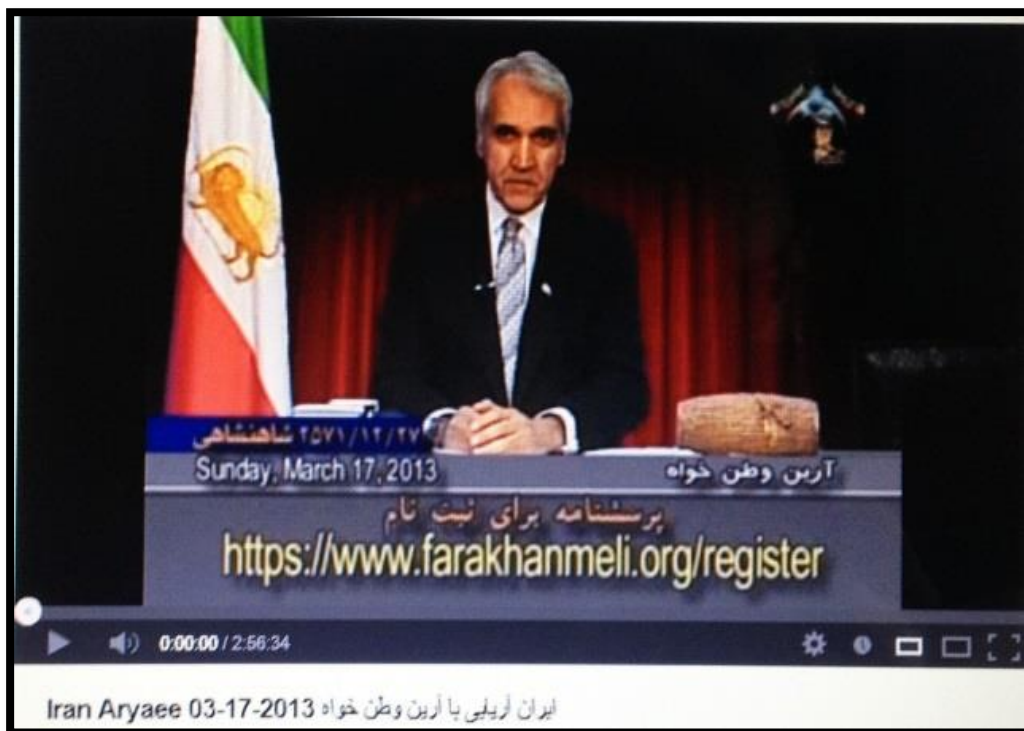 ۲۵۷۱/۱۲/۲۷ شاهنشاهی
Sunday, March 17, 2013
آرین وطن خواه
پرسشنامه برای ثبت نام
https://www.farakhanmeli.org/register
0:00:00 / 2:56:34
Iran Aryaee 03-17-2013 ایران آریایی با آرین وطن خواه